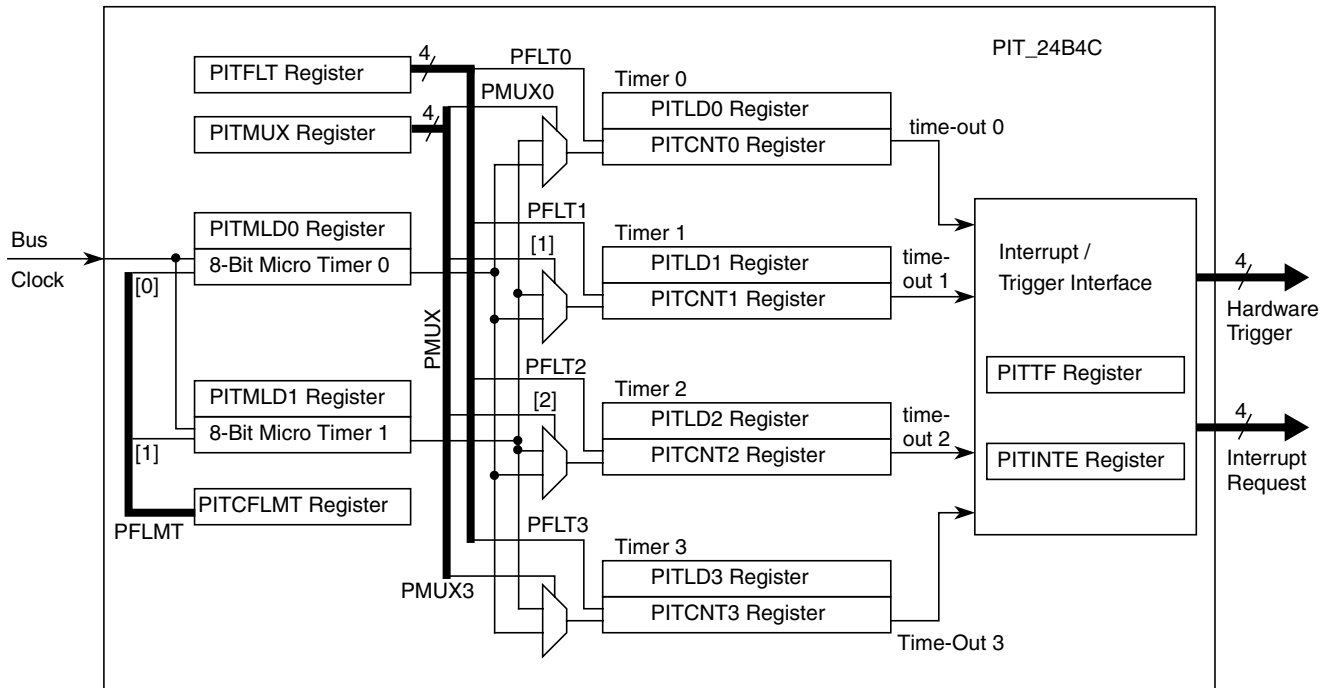 PIT_24B4C
4
PFLT0
PITFLT Register
Timer 0
PMUX0
PITLD0 Register
4
PITMUX Register
time-out 0
PITCNT0 Register
PFLT1
PITMLD0 Register
Timer 1
Bus
Clock
8-Bit Micro Timer 0
[1]
PITLD1 Register
time-
out 1
Interrupt /
Trigger Interface
4
[0]
PITCNT1 Register
Hardware
Trigger
PMUX
PFLT2
PITTF Register
PITMLD1 Register
Timer 2
[2]
PITLD2 Register
time-
out 2
4
8-Bit Micro Timer 1
[1]
PITCNT2 Register
PITINTE Register
Interrupt
Request
PITCFLMT Register
PFLMT
PFLT3
Timer 3
PITLD3 Register
PMUX3
PITCNT3 Register
Time-Out 3